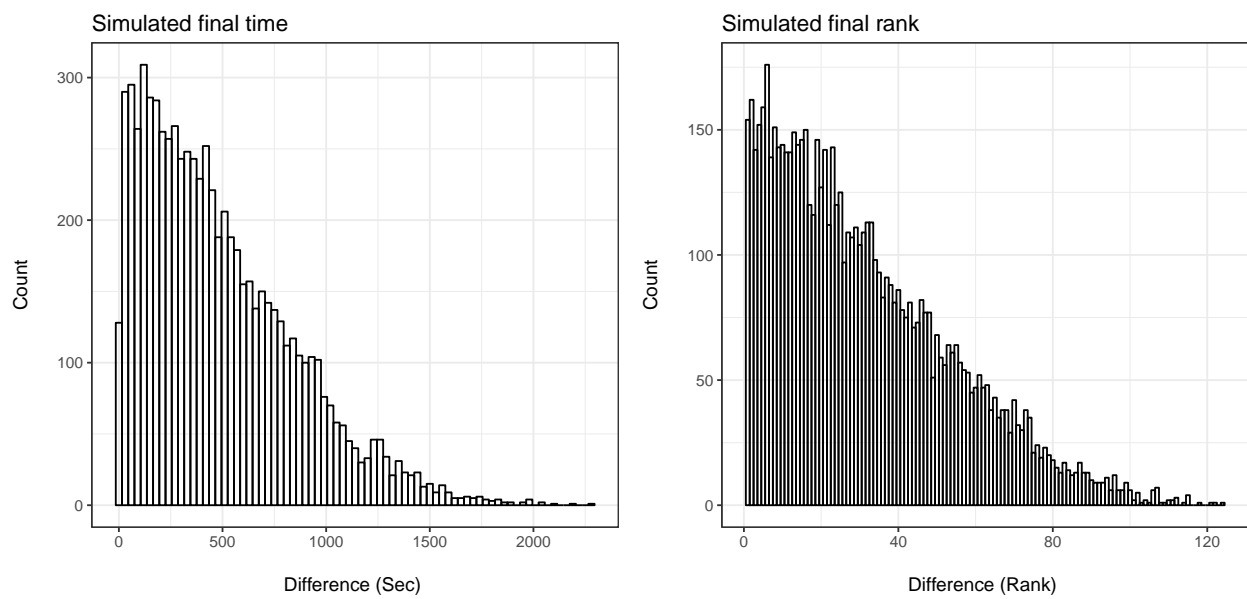 Simulated final time
300
200
100
0
Count
0 500 1000 1500 2000
Difference (Sec)
Simulated final rank
150
100
50
0
Count
0 40 80 120
Difference (Rank)